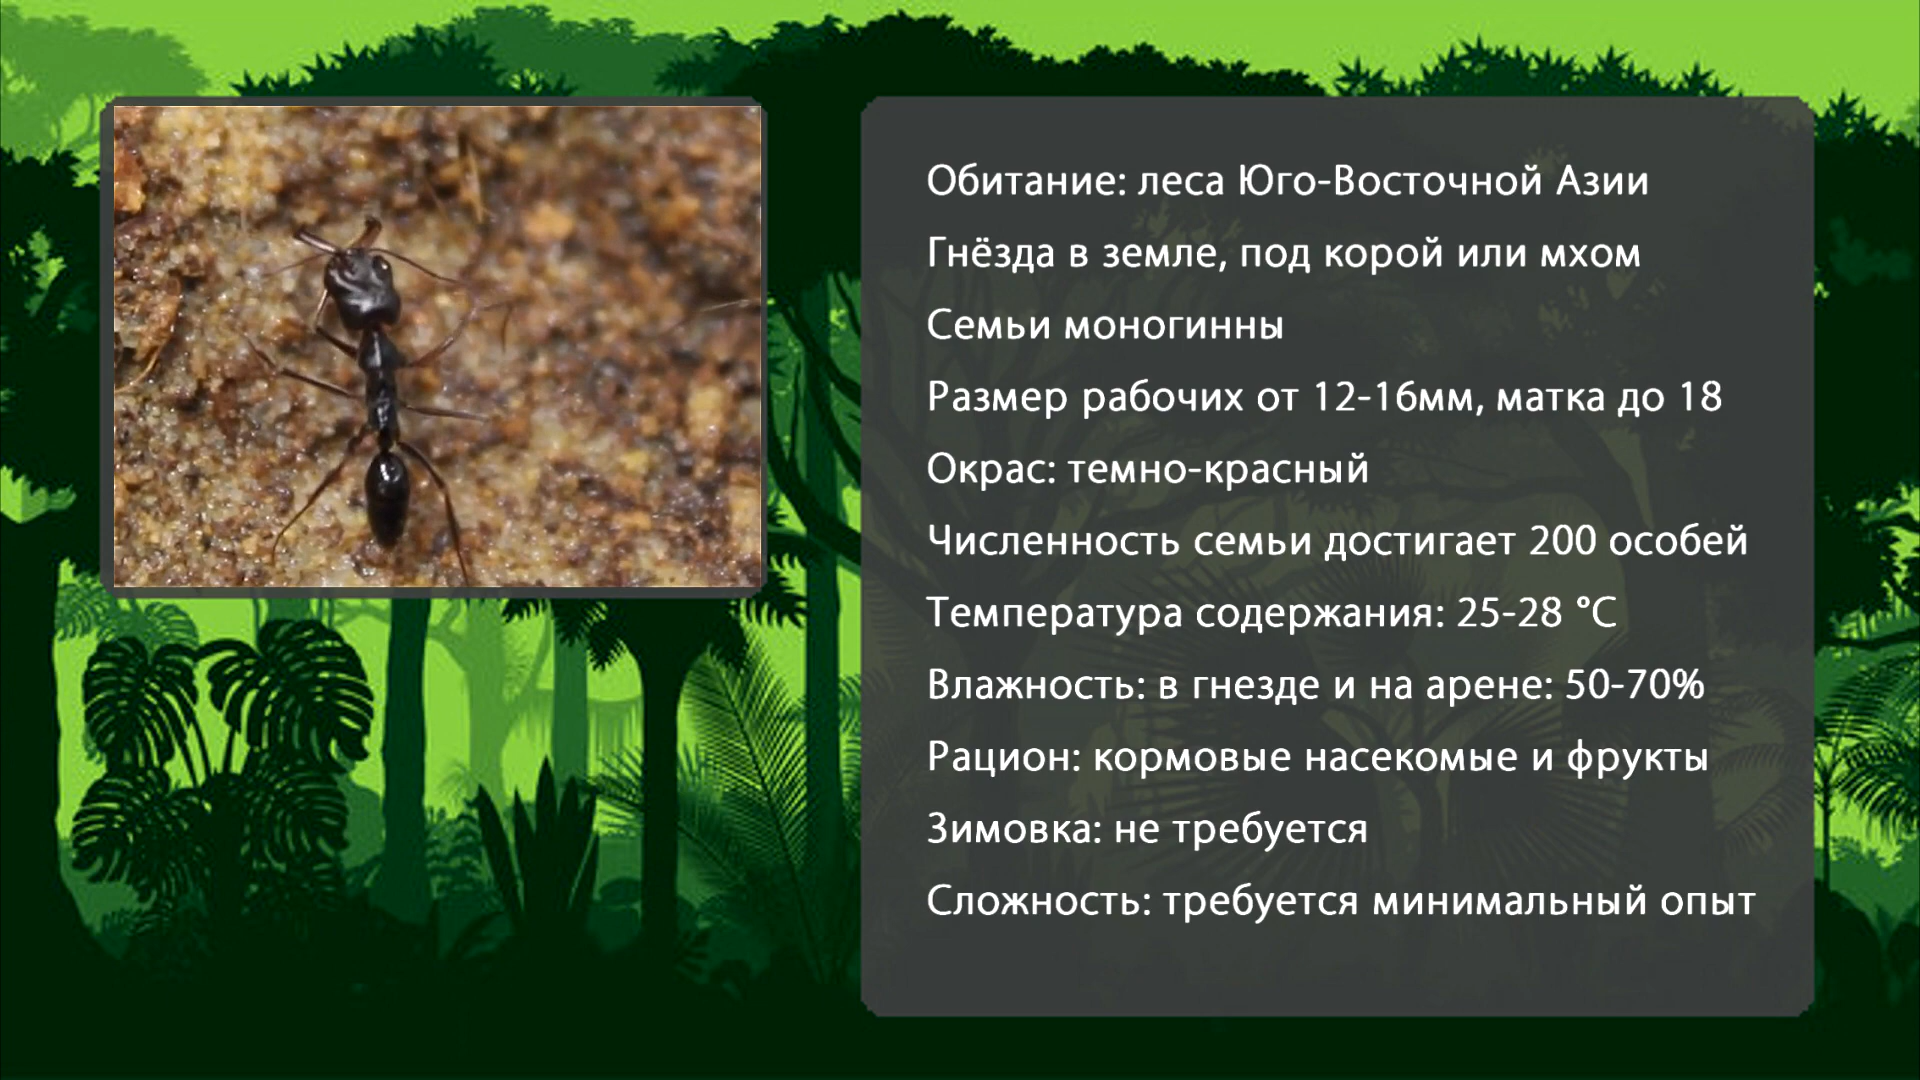 Обитание: леса Юго-Восточной Азии
Гнёзда в земле, под корой или мхом
Семьи моногинны
Размер рабочих от 12-16мм, матка до 18
Окрас: темно-красный
Численность семьи достигает 200 особей
Температура содержания: 25-28 °C
Влажность: в гнезде и на арене: 50-70%
Рацион: кормовые насекомые и фрукты
Зимовка: не требуется
Сложность: требуется минимальный опыт